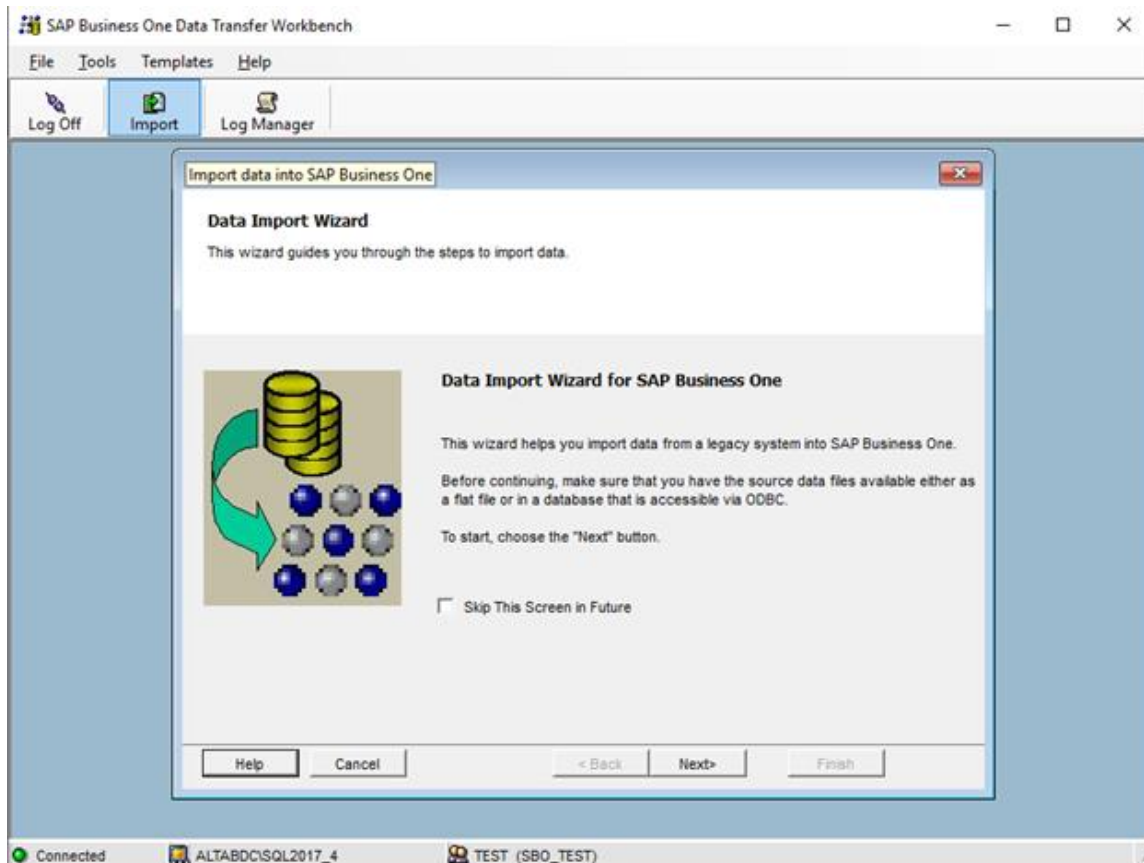 SAP Business One Data Transfer Workbench
File Tools Templates Help
Log Off Import Log Manager
Import data into SAP Business One
Data Import Wizard
This wizard guides you through the steps to import data.
Data Import Wizard for SAP Business One
This wizard helps you import data from a legacy system into SAP Business One.
Before continuing, make sure that you have the source data files available either as
a flat file or in a database that is accessible via ODBC.
To start, choose the "Next" button.
Skip This Screen in Future
Help Cancel < Back Next> Finish
Connected ALTABDC\SQL2017_4 TEST (SBO_TEST)